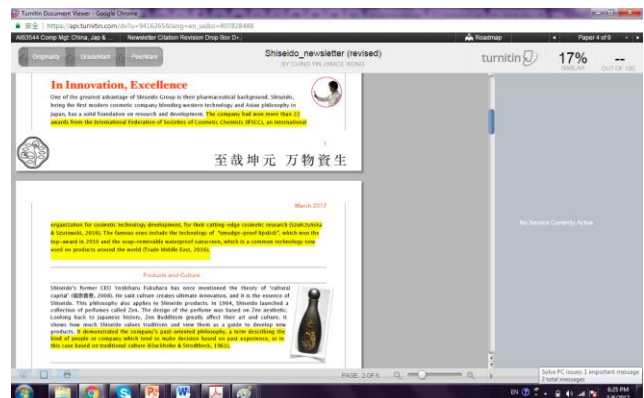 Turnitin Document Viewer - Google Chrome
安全 | https://api.turnitin.com/dv?u=9416265&lang=en_us&o=807828488
AIB3544 Comp Mgt: China, Jap & ... Newsletter Citation Revision Drop Box D... Roadmap Paper 4 of 9
Originality GradeMark PeerMark
Shiseido_newsletter (revised)
BY CHING YIN JANICE WONG
turnitin 17% --
SIMILAR OUT OF 100
In Innovation, Excellence
One of the greatest advantage of Shiseido Group is their pharmaceutical background. Shiseido,
being the first modern cosmetic company blending western technology and Asian philosophy in
Japan, has a solid foundation on research and development. The company had won more than 22
awards from the International Federation of Societies of Cosmetic Chemists (IFSCC), an international
1
至哉坤元 万物資生
March 2017
organization for cosmetic technology development, for their cutting-edge cosmetic research (Szalczyńska
& Szutowski, 2016). The famous ones include the technology of "smudge-proof lipstick", which won the
top-award in 2010 and the soap-removable waterproof sunscreen, which is a common technology now
used on products around the world (Trade Middle East, 2016).
Products and Culture
Shiseido's former CEO Yoshiharu Fukuhara has once mentioned the theory of "cultural
capital" (福原義春, 2008). He said culture creates ultimate innovation, and it is the essence of
Shiseido. This philosophy also applies to Shiseido products. In 1964, Shiseido launched a
collection of perfumes called Zen. The design of the perfume was based on Zen aesthetic.
Looking back to Japanese history, Zen Buddhism greatly affect their art and culture. It
shows how much Shiseido values traditions and view them as a guide to develop new
products. It demonstrated the company's past-oriented philosophy, a term describing the
kind of people or company which tend to make decision based on past experience, or in
this case based on traditional culture (Kluckhohn & Strodtbeck, 1961).
No Service Currently Active
PAGE: 2 OF 6
Solve PC issues: 1 important message
3 total messages
EN
6:25 PM